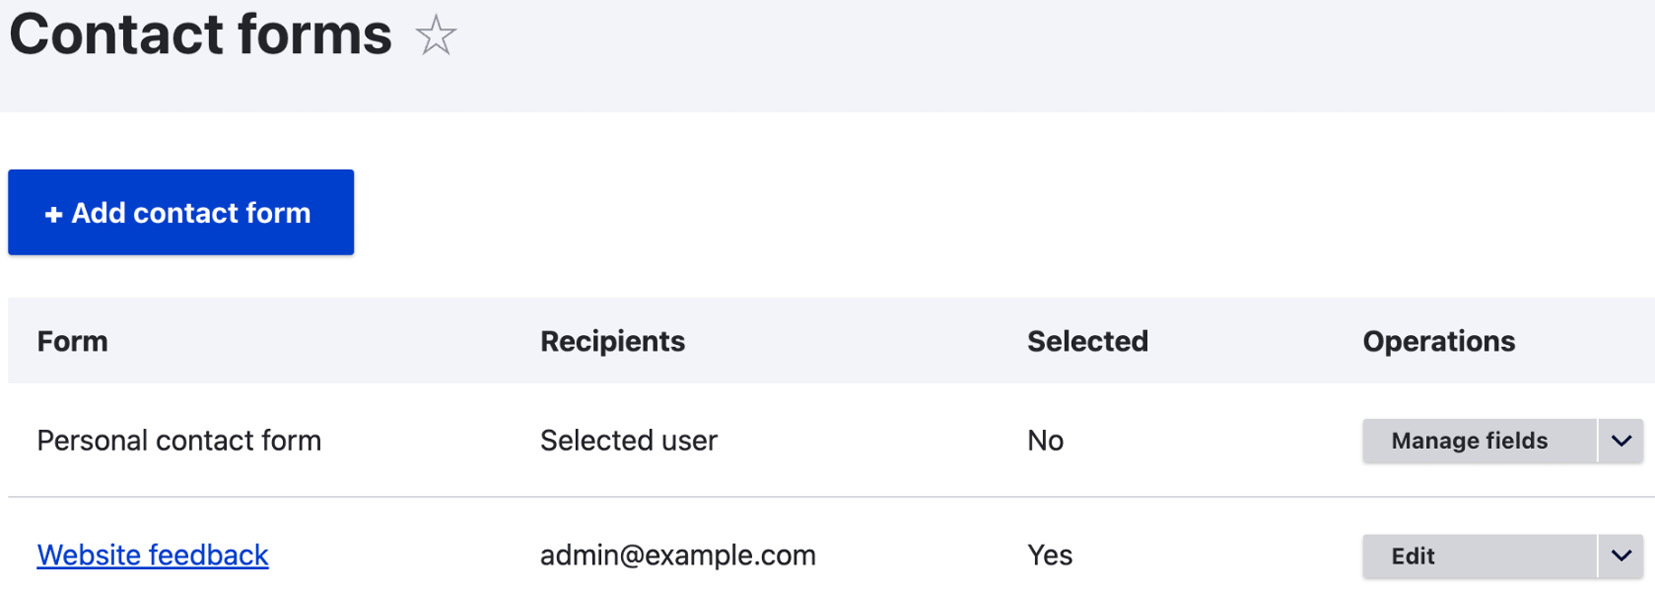 Contact forms
+ Add contact form
Form Recipients Selected Operations
Personal contact form Selected user No Manage fields
Website feedback admin@example.com Yes Edit